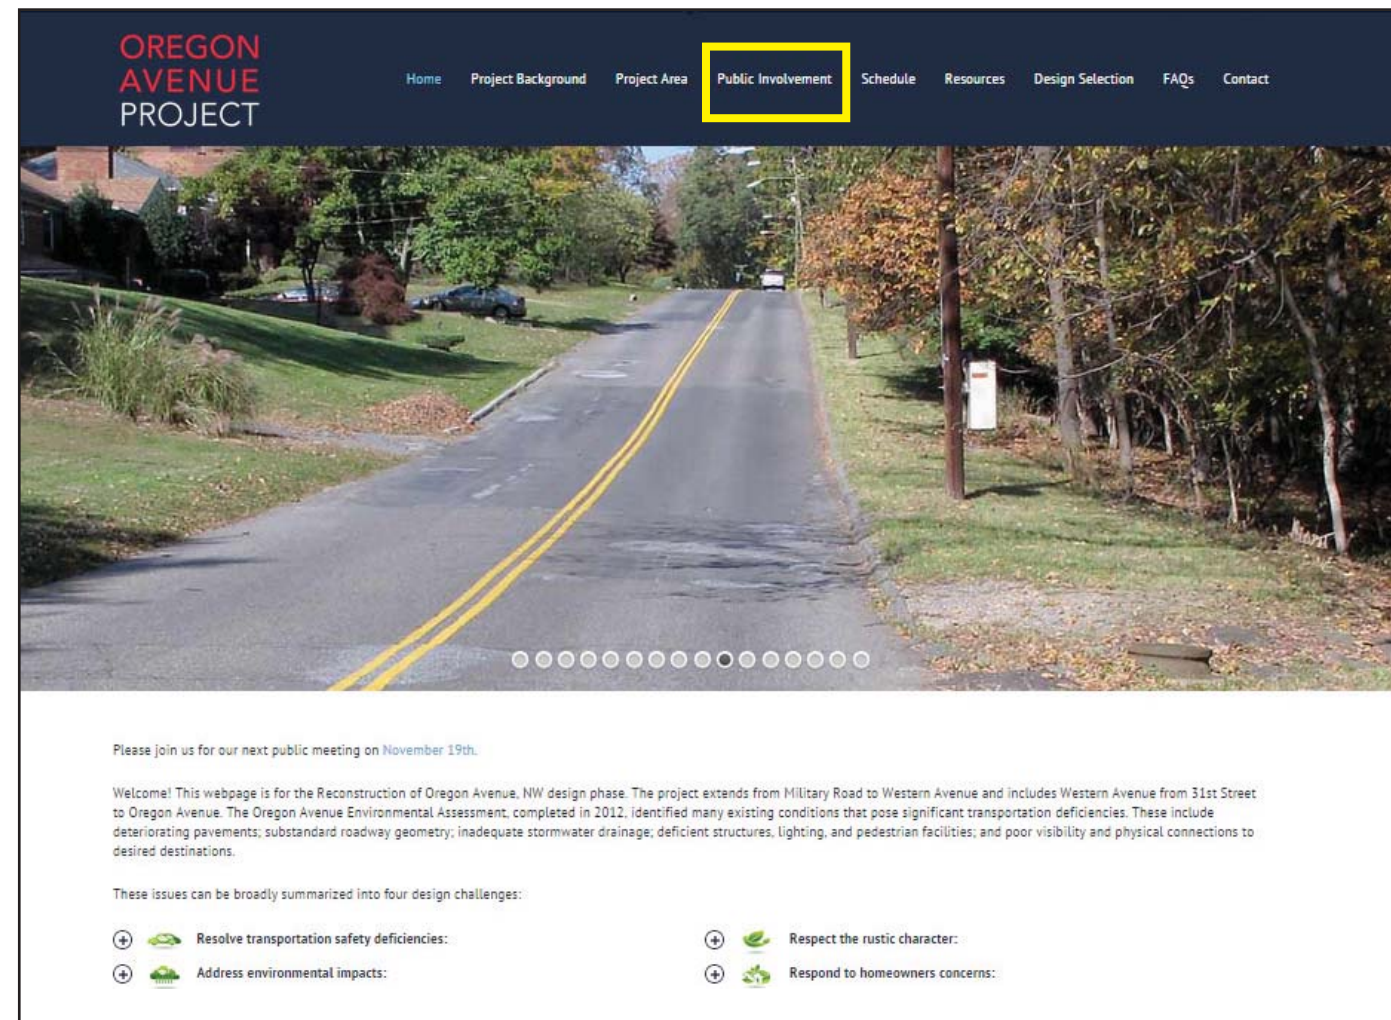 OREGON
AVENUE
PROJECT
Home Project Background Project Area Public Involvement Schedule Resources Design Selection FAQs Contact
Please join us for our next public meeting on November 19th.
Welcome! This webpage is for the Reconstruction of Oregon Avenue, NW design phase. The project extends from Military Road to Western Avenue and includes Western Avenue from 31st Street
to Oregon Avenue. The Oregon Avenue Environmental Assessment, completed in 2012, identified many existing conditions that pose significant transportation deficiencies. These include
deteriorating pavements; substandard roadway geometry; inadequate stormwater drainage; deficient structures, lighting, and pedestrian facilities; and poor visibility and physical connections to
desired destinations.
These issues can be broadly summarized into four design challenges:
Resolve transportation safety deficiencies:
Respect the rustic character:
Address environmental impacts:
Respond to homeowners concerns: